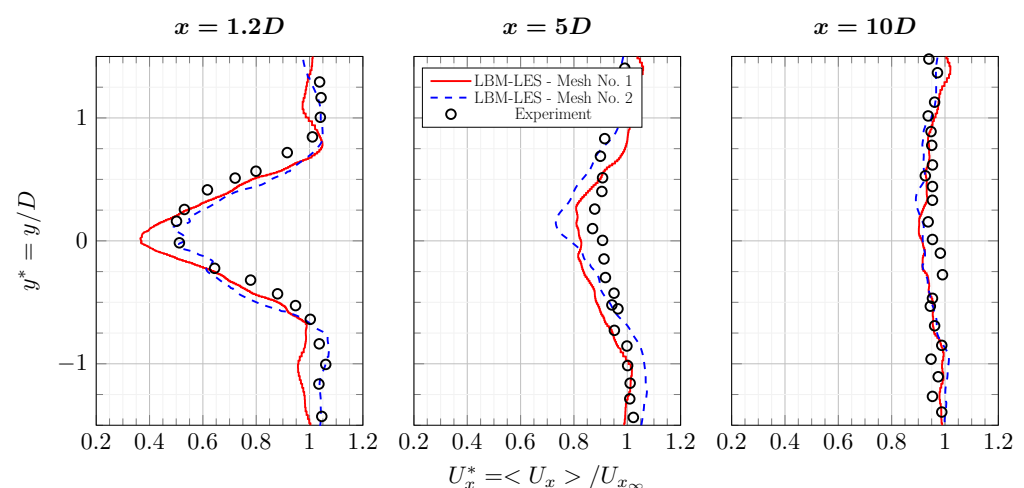 x = 1.2D
x = 5D
x = 10D
LBM-LES - Mesh No. 1
LBM-LES - Mesh No. 2
Experiment
1
0
−1
y* = y/D
0.2 0.4 0.6 0.8 1 1.2
0.2 0.4 0.6 0.8 1 1.2
0.2 0.4 0.6 0.8 1 1.2
U*x =< Ux > /Ux∞